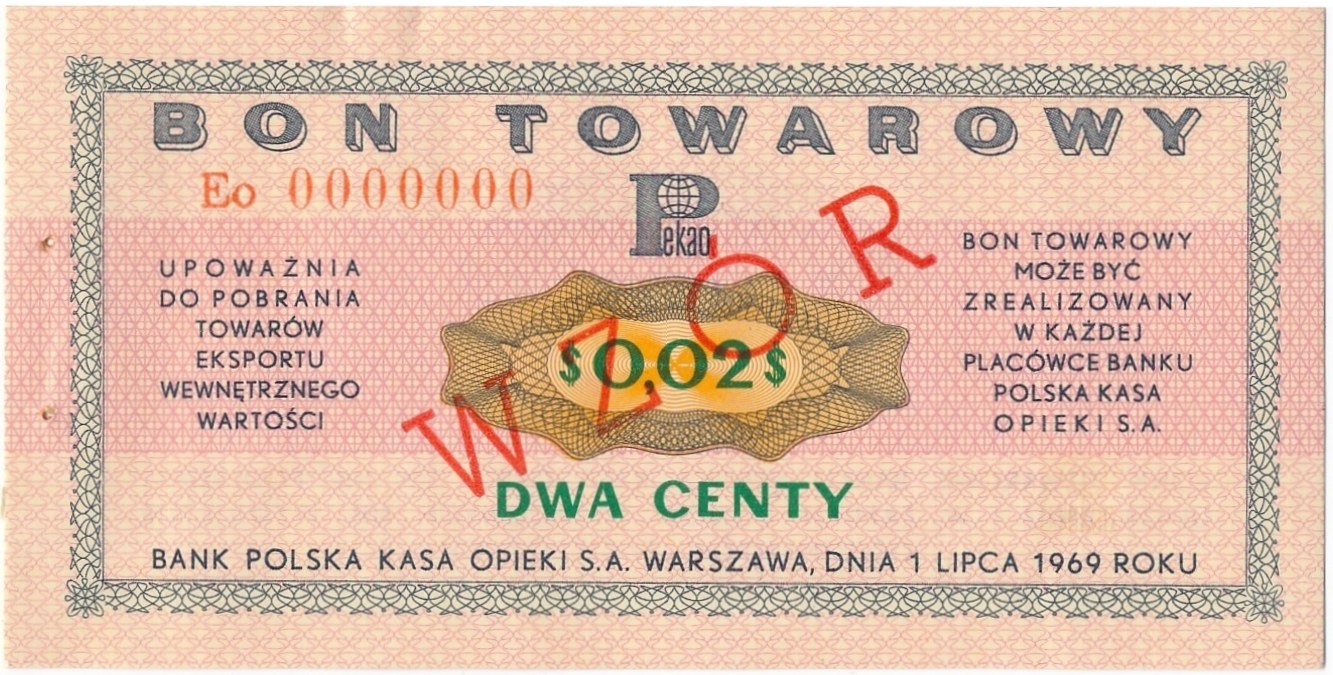 BON TOWAROWY
Eo 0000000
Pekao
UPOWAŻNIA
DO POBRANIA
TOWARÓW
EKSPORTU
WEWNĘTRZNEGO
WARTOŚCI
$0,02$
WZÓR
DWA CENTY
BON TOWAROWY
MOŻE BYĆ
ZREALIZOWANY
W KAŻDEJ
PLACÓWCE BANKU
POLSKA KASA
OPIEKI S.A.
BANK POLSKA KASA OPIEKI S.A. WARSZAWA, DNIA 1 LIPCA 1969 ROKU